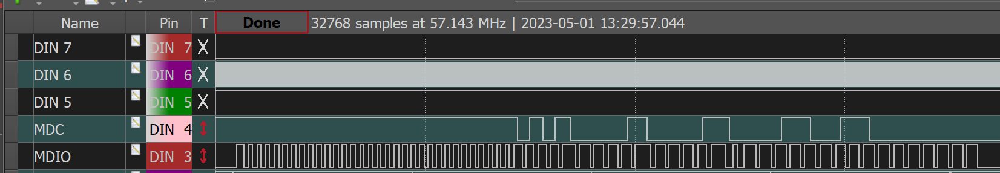 Name Pin T Done 32768 samples at 57.143 MHz | 2023-05-01 13:29:57.044
DIN 7 DIN 7 X
DIN 6 DIN 6 X
DIN 5 DIN 5 X
MDC DIN 4
MDIO DIN 3